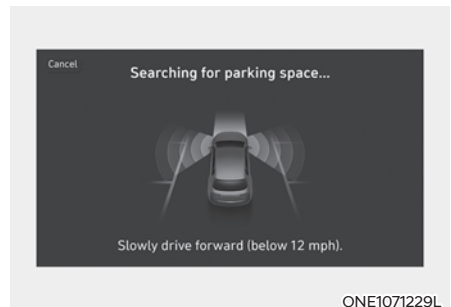 Cancel
Searching for parking space...
Slowly drive forward (below 12 mph).
ONE1071229L